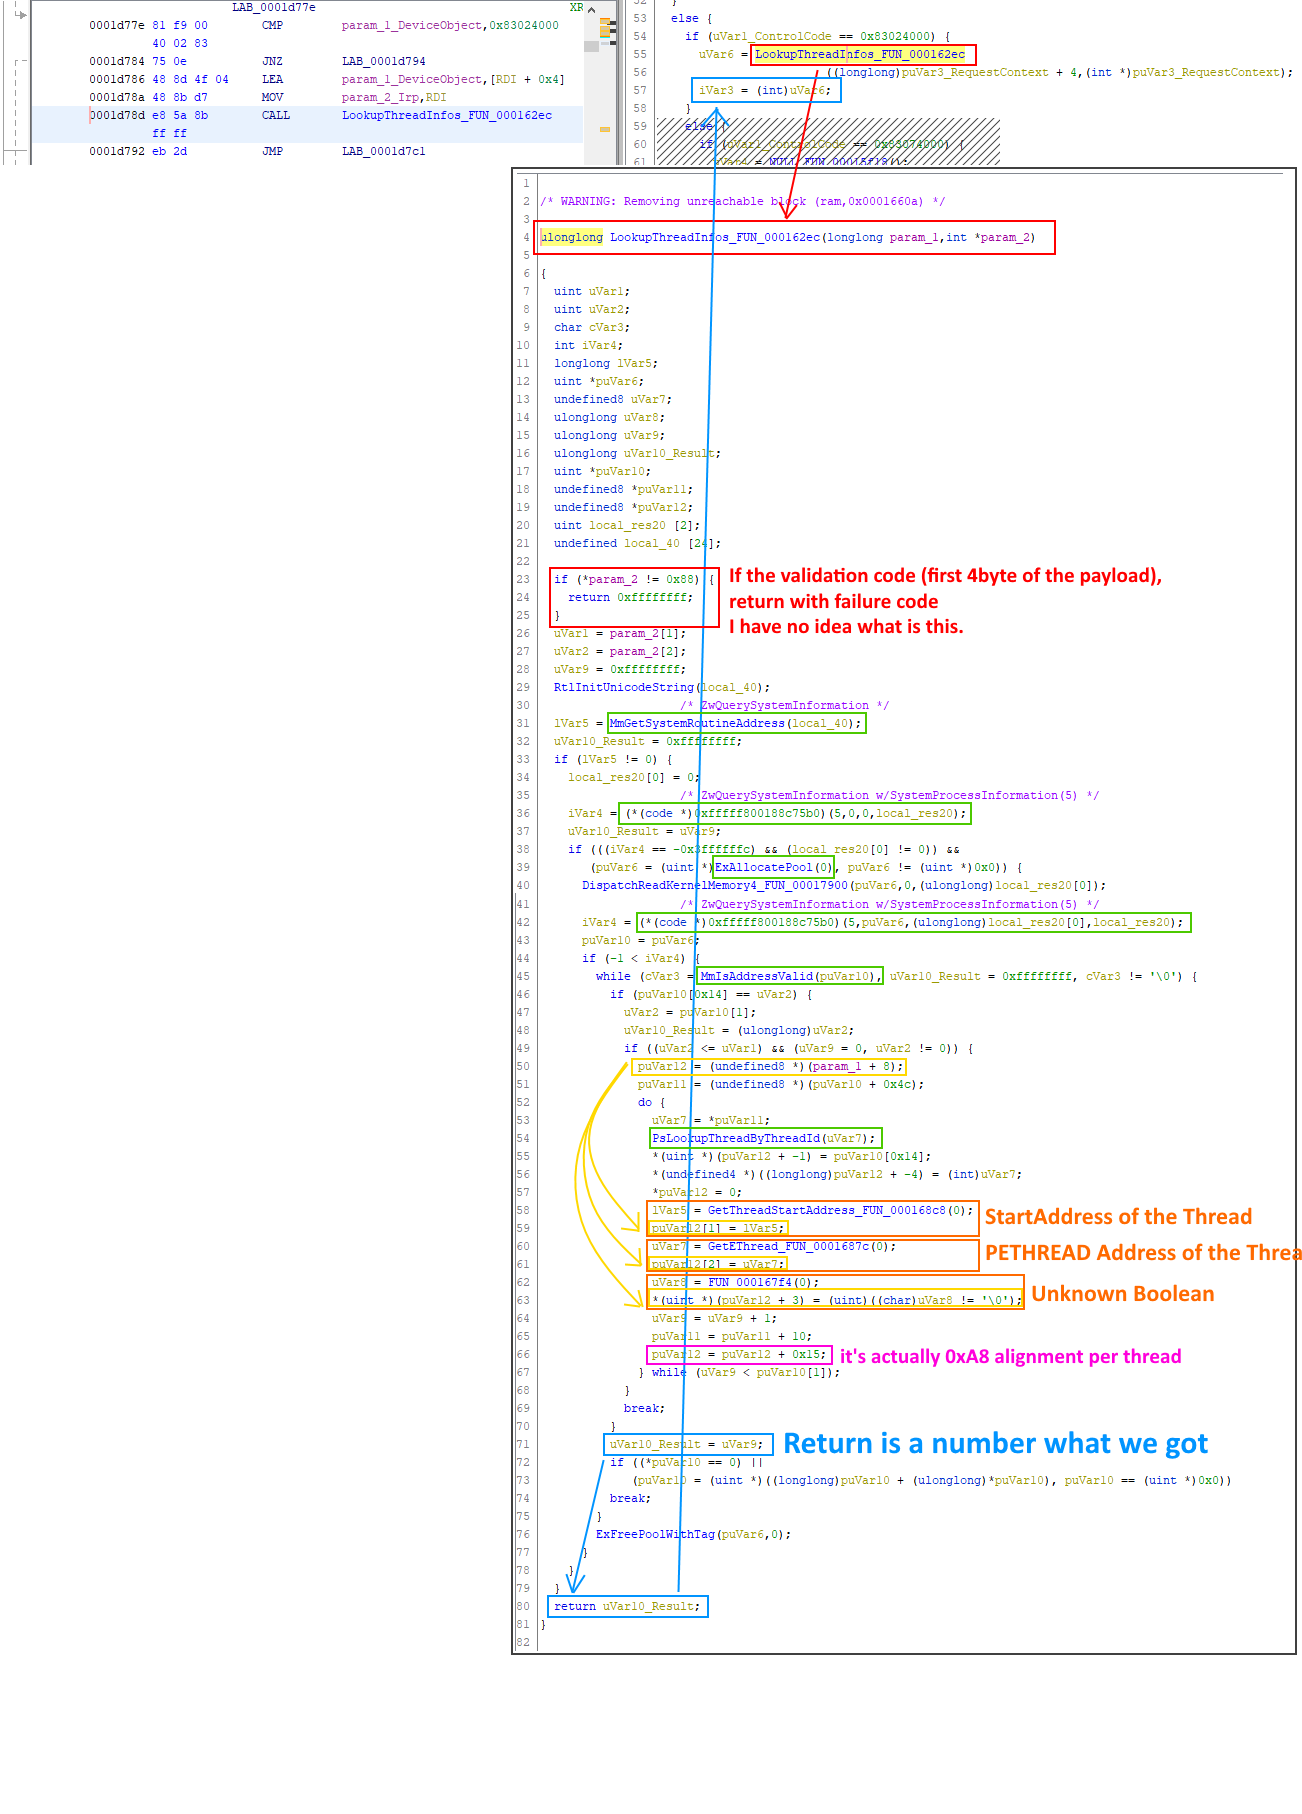 LAB_0001d77e XR
0001d77e 81 f9 00 CMP param_1_DeviceObject,0x83024000
40 02 83
0001d784 75 0e JNZ LAB_0001d794
0001d786 48 8d 4f 04 LEA param_1_DeviceObject,[RDI + 0x4]
0001d78a 48 8b d7 MOV param_2_Irp,RDI
0001d78d e8 5a 8b CALL LookupThreadInfos_FUN_000162ec
ff ff
0001d792 eb 2d JMP LAB_0001d7c1
52 }
53 else {
54 if (uVar1_ControlCode == 0x83024000) {
55 uVar6 = LookupThreadInfos_FUN_000162ec
56 ((longlong)puVar3_RequestContext + 4,(int *)puVar3_RequestContext);
57 iVar3 = (int)uVar6;
58 }
59 else {
60 if (uVar1_ControlCode == 0x83074000) {
61 uVar4 = NULL_FUN_00015f18();
1
2 /* WARNING: Removing unreachable block (ram,0x0001660a) */
3
4 ulonglong LookupThreadInfos_FUN_000162ec(longlong param_1,int *param_2)
5
6 {
7 uint uVar1;
8 uint uVar2;
9 char cVar3;
10 int iVar4;
11 longlong lVar5;
12 uint *puVar6;
13 undefined8 uVar7;
14 ulonglong uVar8;
15 ulonglong uVar9;
16 ulonglong uVar10_Result;
17 uint *puVar10;
18 undefined8 *puVar11;
19 undefined8 *puVar12;
20 uint local_res20 [2];
21 undefined local_40 [24];
22
23 if (*param_2 != 0x88) {
24 return 0xffffffff;
25 }
If the validation code (first 4byte of the payload),
return with failure code
I have no idea what is this.
26 uVar1 = param_2[1];
27 uVar2 = param_2[2];
28 uVar9 = 0xffffffff;
29 RtlInitUnicodeString(local_40);
30 /* ZwQuerySystemInformation */
31 lVar5 = MmGetSystemRoutineAddress(local_40);
32 uVar10_Result = 0xffffffff;
33 if (lVar5 != 0) {
34 local_res20[0] = 0;
35 /* ZwQuerySystemInformation w/SystemProcessInformation(5) */
36 iVar4 = (*(code *)0xfffff800188c75b0)(5,0,0,local_res20);
37 uVar10_Result = uVar9;
38 if (((iVar4 == -0x3ffffffc) && (local_res20[0] != 0)) &&
39 (puVar6 = (uint *)ExAllocatePool(0), puVar6 != (uint *)0x0)) {
40 DispatchReadKernelMemory4_FUN_00017900(puVar6,0,(ulonglong)local_res20[0]);
41 /* ZwQuerySystemInformation w/SystemProcessInformation(5) */
42 iVar4 = (*(code *)0xfffff800188c75b0)(5,puVar6,(ulonglong)local_res20[0],local_res20);
43 puVar10 = puVar6;
44 if (-1 < iVar4) {
45 while (cVar3 = MmIsAddressValid(puVar10), uVar10_Result = 0xffffffff, cVar3 != '\0') {
46 if (puVar10[0x14] == uVar2) {
47 uVar2 = puVar10[1];
48 uVar10_Result = (ulonglong)uVar2;
49 if ((uVar2 <= uVar1) && (uVar9 = 0, uVar2 != 0)) {
50 puVar12 = (undefined8 *)(param_1 + 8);
51 puVar11 = (undefined8 *)(puVar10 + 0x4c);
52 do {
53 uVar7 = *puVar11;
54 PsLookupThreadByThreadId(uVar7);
55 *(uint *)(puVar12 + -1) = puVar10[0x14];
56 *(undefined4 *)((longlong)puVar12 + -4) = (int)uVar7;
57 *puVar12 = 0;
58 lVar5 = GetThreadStartAddress_FUN_000168c8(0);
59 puVar12[1] = lVar5;
StartAddress of the Thread
60 uVar7 = GetEThread_FUN_0001687c(0);
61 puVar12[2] = uVar7;
PETHREAD Address of the Threa
62 uVar8 = FUN_000167f4(0);
63 *(uint *)(puVar12 + 3) = (uint)((char)uVar8 != '\0');
Unknown Boolean
64 uVar9 = uVar9 + 1;
65 puVar11 = puVar11 + 10;
66 puVar12 = puVar12 + 0x15; it's actually 0xA8 alignment per thread
67 } while (uVar9 < puVar10[1]);
68 }
69 break;
70 }
71 uVar10_Result = uVar9; Return is a number what we got
72 if ((*puVar10 == 0) ||
73 (puVar10 = (uint *)((longlong)puVar10 + (ulonglong)*puVar10), puVar10 == (uint *)0x0))
74 break;
75 }
76 ExFreePoolWithTag(puVar6,0);
77 }
78 }
79 }
80 return uVar10_Result;
81 }
82